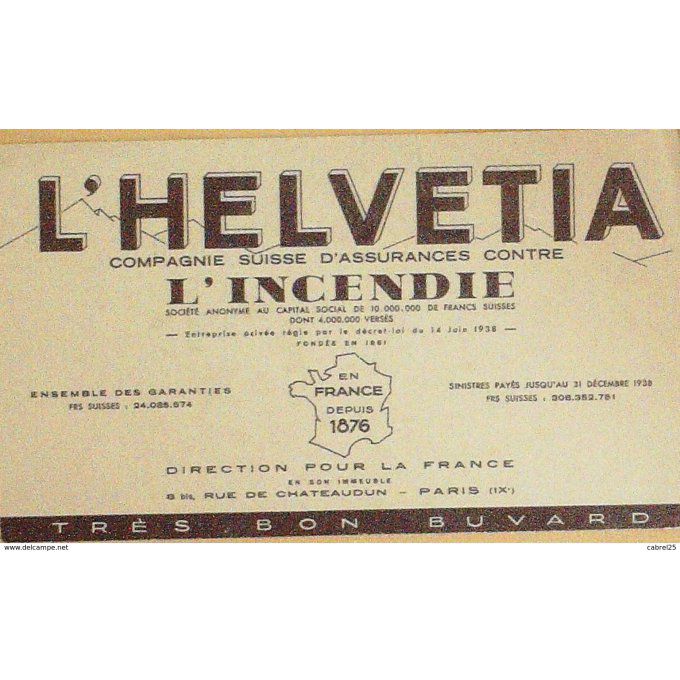 L'HELVETIA
COMPAGNIE SUISSE D'ASSURANCES CONTRE
L'INCENDIE
SOCIÉTÉ ANONYME AU CAPITAL SOCIAL DE 10.000.000 DE FRANCS SUISSES
DONT 4.000.000 VERSÉS
— Entreprise privée régie par le décret-loi du 14 Juin 1938 —
FONDÉE EN 1861
ENSEMBLE DES GARANTIES
FRS SUISSES : 24.085.574
EN
FRANCE
DEPUIS
1876
SINISTRES PAYÉS JUSQU'AU 31 DÉCEMBRE 1938
FRS SUISSES : 306.352.761
DIRECTION POUR LA FRANCE
EN SON IMMEUBLE
8 bis, RUE DE CHATEAUDUN – PARIS (IXe)
TRÈS BON BUVARD
www.delcampe.net
cabrel25